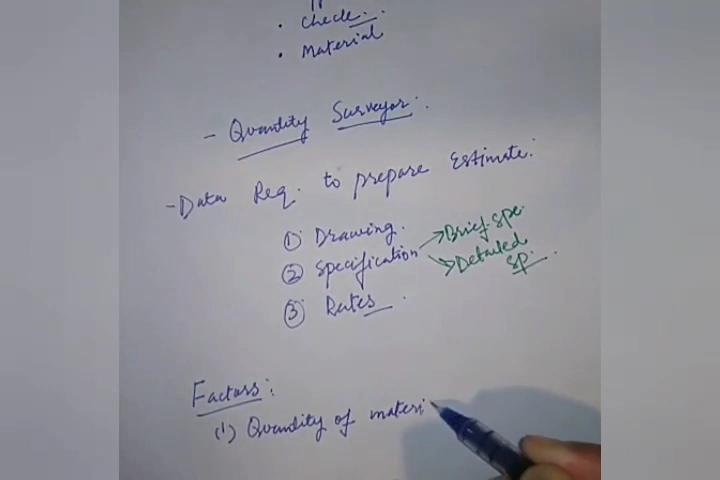 • Check.
• Material
- Quantity Surveyor.
- Data Req. to prepare Estimate.
① Drawing.
② Specification → Brief. Spe.
→ Detailed Sp.
③ Rates.
Factors:
(1) Quantity of materi